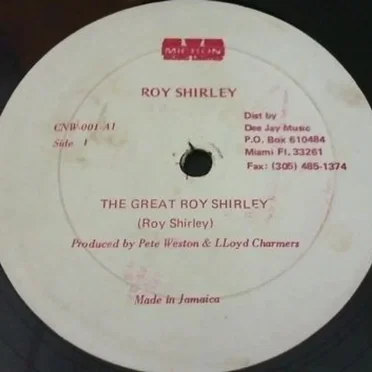 MICRON
ROY SHIRLEY
CNW-001-A1
Side 1
Dist by
Dee Jay Music
P.O. Box 610484
Miami Fl. 33261
Fax: (305) 485-1374
THE GREAT ROY SHIRLEY
(Roy Shirley)
Produced by Pete Weston & LLoyd Charmers
Made in Jamaica